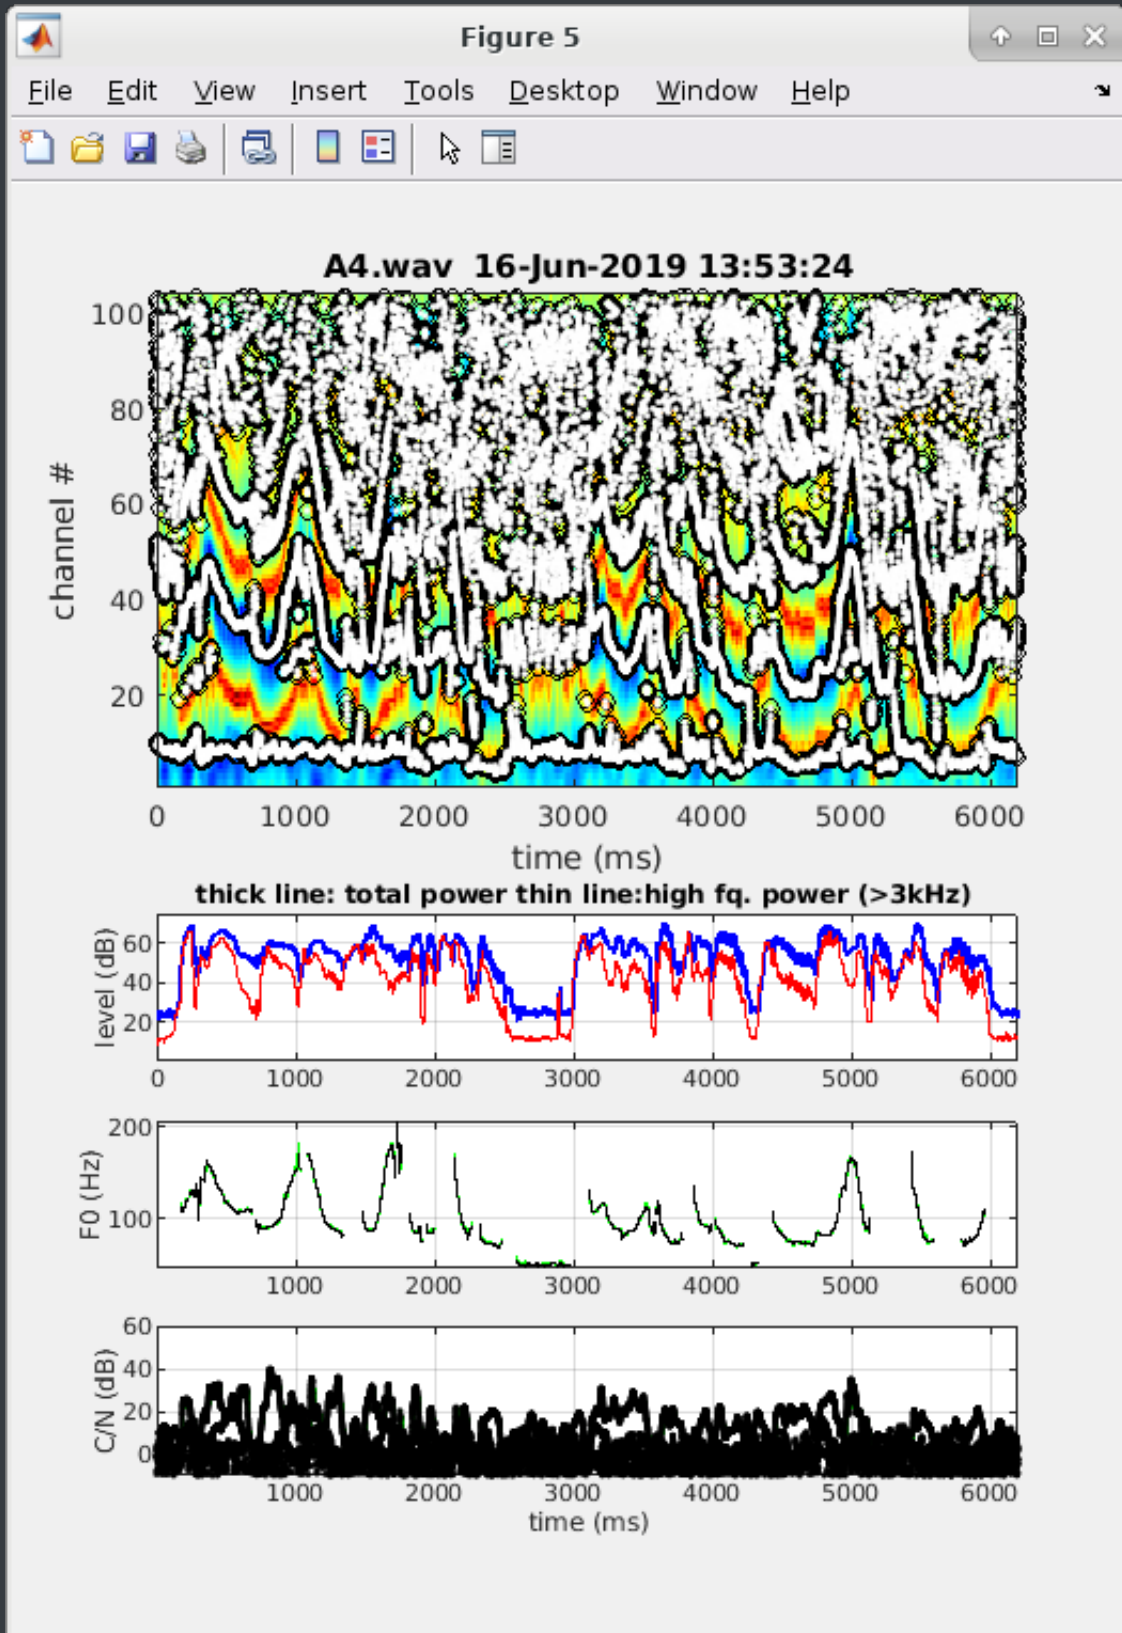 Figure 5
File Edit View Insert Tools Desktop Window Help
A4.wav 16-Jun-2019 13:53:24
100
80
60
40
20
channel #
0 1000 2000 3000 4000 5000 6000
time (ms)
thick line: total power thin line:high fq. power (>3kHz)
60
40
20
level (dB)
0 1000 2000 3000 4000 5000 6000
200
100
F0 (Hz)
1000 2000 3000 4000 5000 6000
60
40
20
0
C/N (dB)
1000 2000 3000 4000 5000 6000
time (ms)